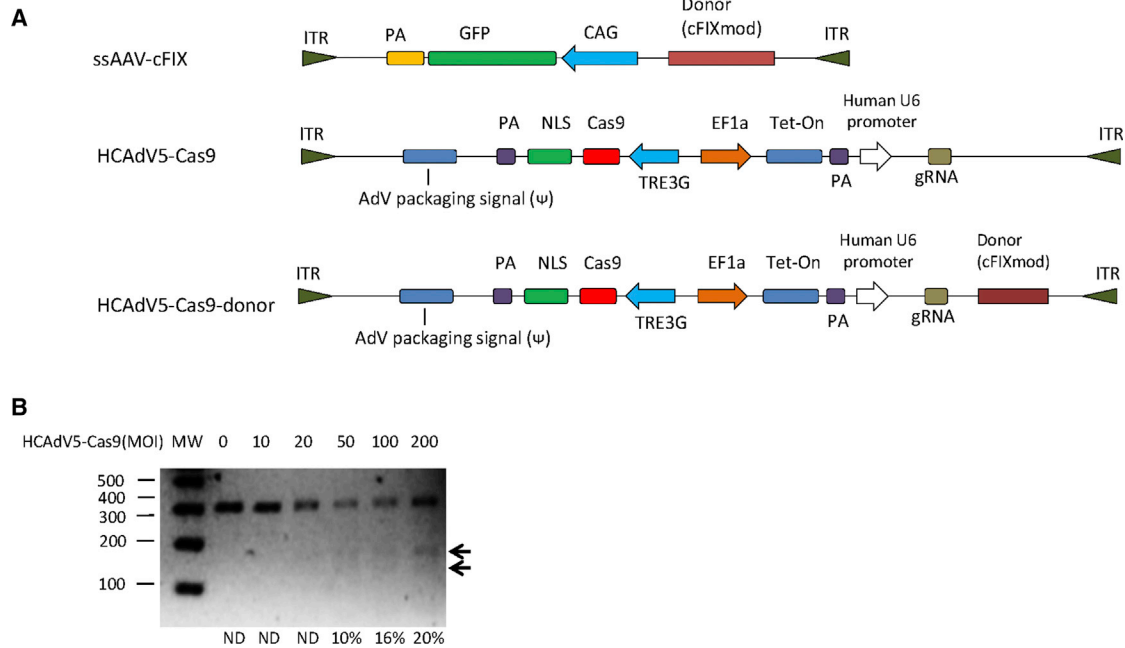 A
Donor
(cFIXmod)
ITR
PA
GFP
CAG
ITR
ssAAV-cFIX
Human U6
promoter
ITR
PA
NLS
Cas9
EF1a
Tet-On
ITR
HCAdV5-Cas9
TRE3G
PA
gRNA
AdV packaging signal (Ψ)
Human U6
promoter
Donor
(cFIXmod)
ITR
PA
NLS
Cas9
EF1a
Tet-On
ITR
HCAdV5-Cas9-donor
TRE3G
PA
gRNA
AdV packaging signal (Ψ)
B
HCAdV5-Cas9(MOI) MW 0 10 20 50 100 200
500
400
300
200
100
ND ND ND 10% 16% 20%